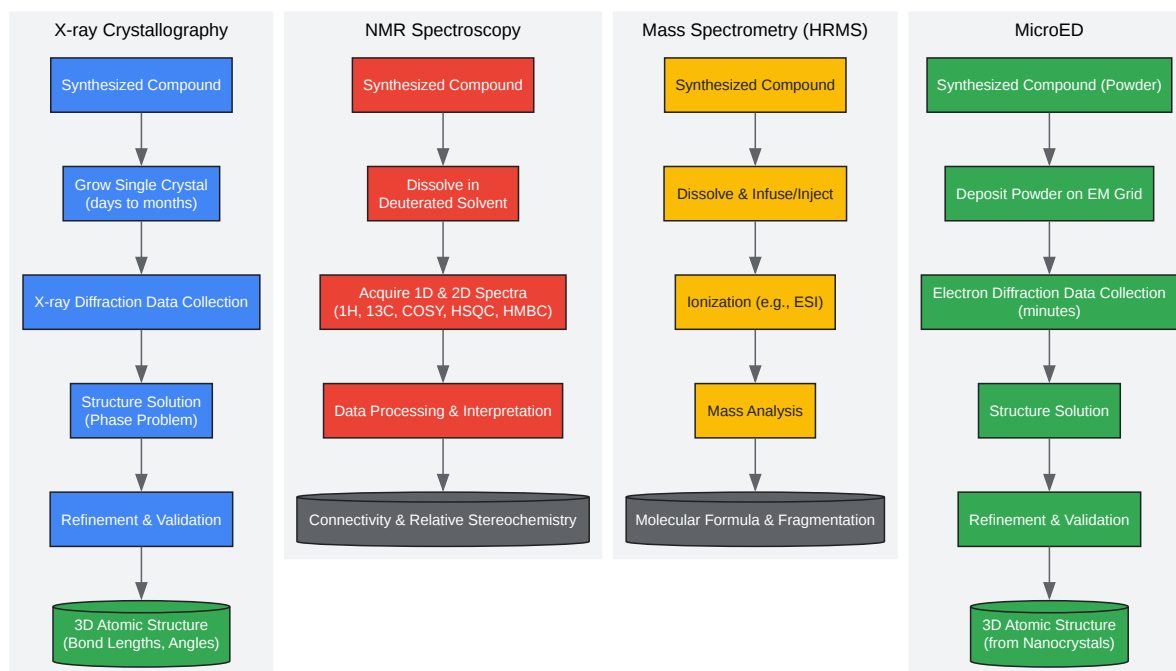 X-ray Crystallography
Synthesized Compound
Grow Single Crystal
(days to months)
X-ray Diffraction Data Collection
Structure Solution
(Phase Problem)
Refinement & Validation
3D Atomic Structure
(Bond Lengths, Angles)
NMR Spectroscopy
Synthesized Compound
Dissolve in
Deuterated Solvent
Acquire 1D & 2D Spectra
(1H, 13C, COSY, HSQC, HMBC)
Data Processing & Interpretation
Connectivity & Relative Stereochemistry
Mass Spectrometry (HRMS)
Synthesized Compound
Dissolve & Infuse/Inject
Ionization (e.g., ESI)
Mass Analysis
Molecular Formula & Fragmentation
MicroED
Synthesized Compound (Powder)
Deposit Powder on EM Grid
Electron Diffraction Data Collection
(minutes)
Structure Solution
Refinement & Validation
3D Atomic Structure
(from Nanocrystals)